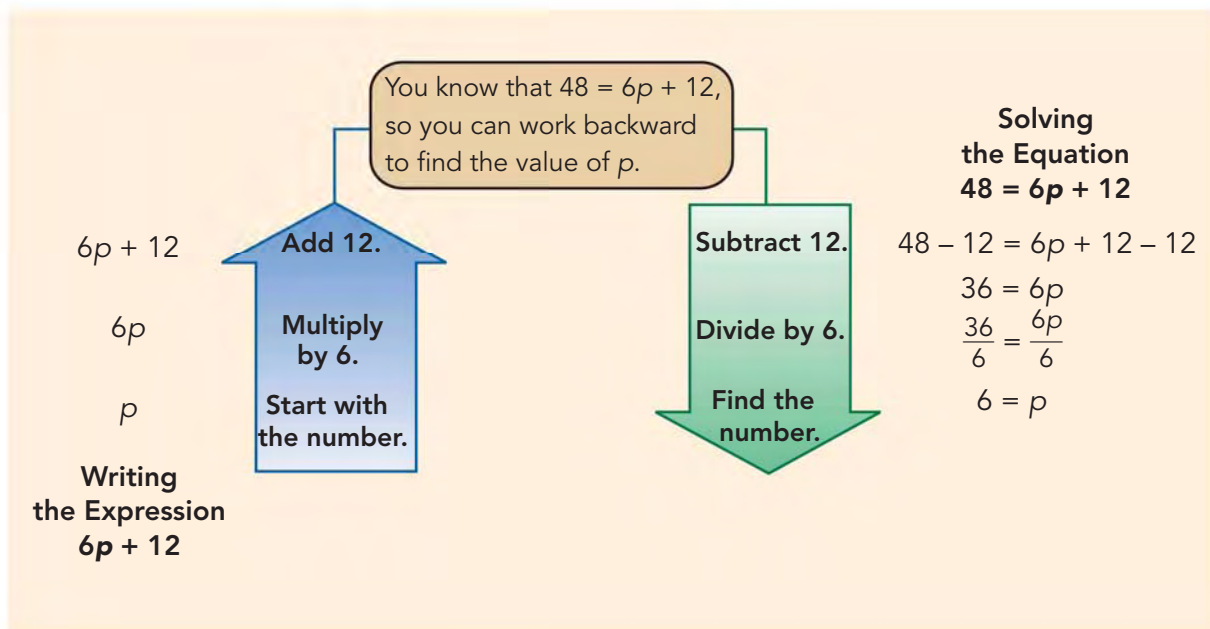 You know that 48 = 6p + 12,
so you can work backward
to find the value of p.
6p + 12
6p
p
Writing
the Expression
6p + 12
Add 12.
Multiply
by 6.
Start with
the number.
Subtract 12.
Divide by 6.
Find the
number.
Solving
the Equation
48 = 6p + 12
48 – 12 = 6p + 12 – 12
36 = 6p
36/6 = 6p/6
6 = p